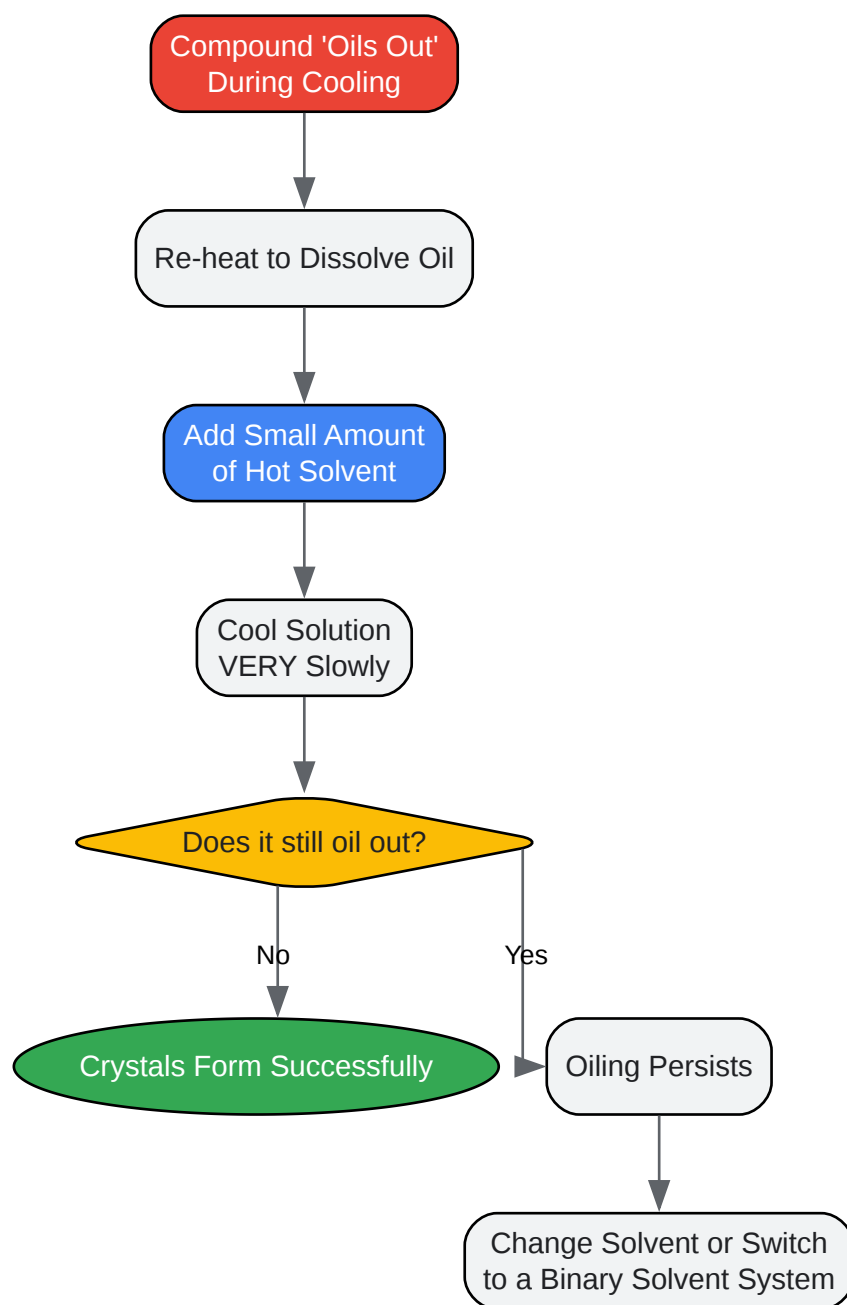 Compound 'Oils Out'
During Cooling
Re-heat to Dissolve Oil
Add Small Amount
of Hot Solvent
Cool Solution
VERY Slowly
Does it still oil out?
No
Yes
Crystals Form Successfully
Oiling Persists
Change Solvent or Switch
to a Binary Solvent System